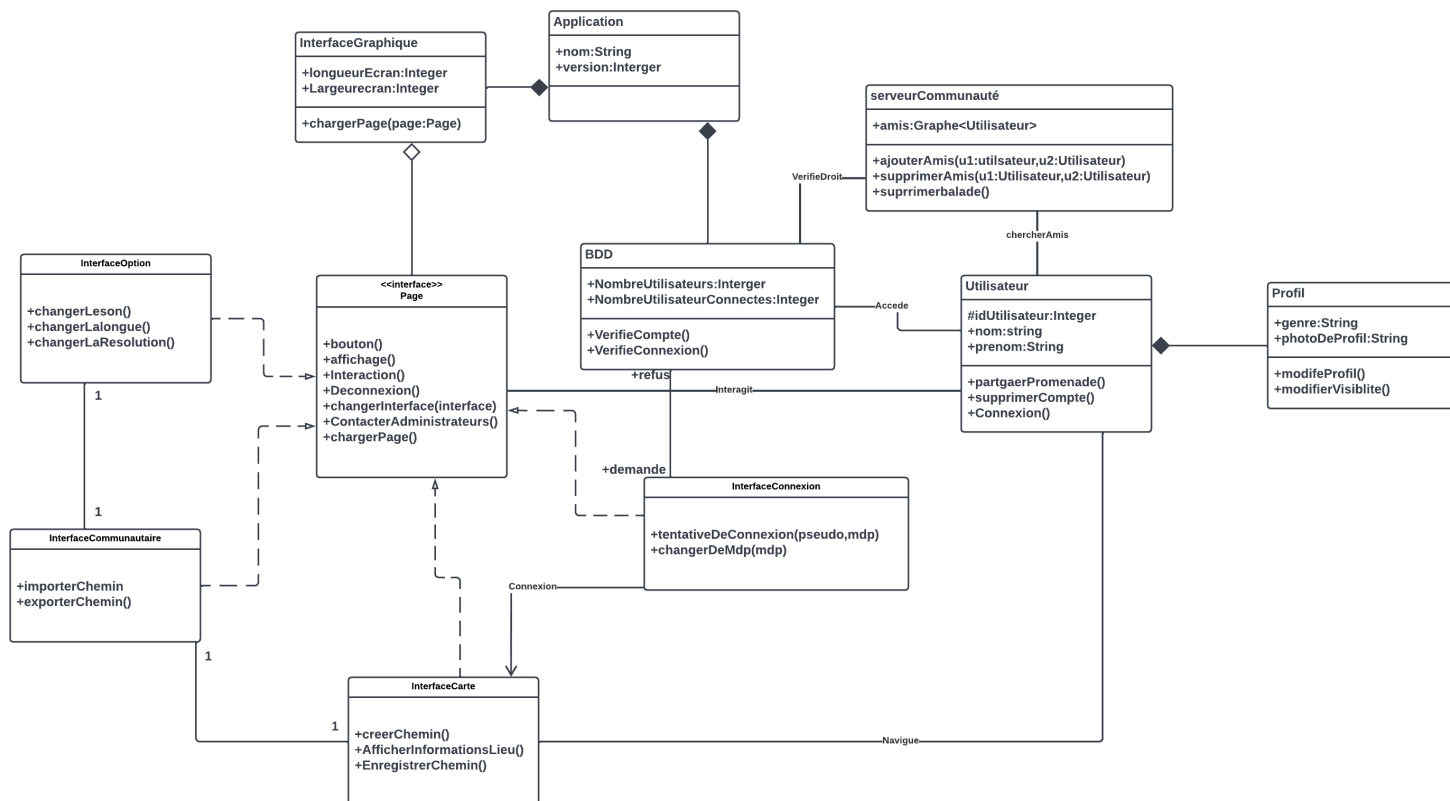 Application
+nom:String
+version:Interger
InterfaceGraphique
+longueurEcran:Integer
+Largeurecran:Integer
+chargerPage(page:Page)
serveurCommunauté
+amis:Graphe<Utilisateur>
+ajouterAmis(u1:utilsateur,u2:Utilisateur)
+supprimerAmis(u1:Utilisateur,u2:Utilisateur)
+suprrimerbalade()
VerifieDroit
chercherAmis
BDD
+NombreUtilisateurs:Interger
+NombreUtilisateurConnectes:Integer
+VerifieCompte()
+VerifieConnexion()
Accede
Utilisateur
#idUtilisateur:Integer
+nom:string
+prenom:String
+partgaerPromenade()
+supprimerCompte()
+Connexion()
Profil
+genre:String
+photoDeProfil:String
+modifeProfil()
+modifierVisiblite()
InterfaceOption
+changerLeson()
+changerLalongue()
+changerLaResolution()
<<interface>>
Page
+bouton()
+affichage()
+Interaction()
+Deconnexion()
+changerInterface(interface)
+ContacterAdministrateurs()
+chargerPage()
+refus
Interagit
+demande
1
1
InterfaceConnexion
+tentativeDeConnexion(pseudo,mdp)
+changerDeMdp(mdp)
InterfaceCommunautaire
+importerChemin
+exporterChemin()
Connexion
1
1
InterfaceCarte
+creerChemin()
+AfficherInformationsLieu()
+EnregistrerChemin()
Navigue